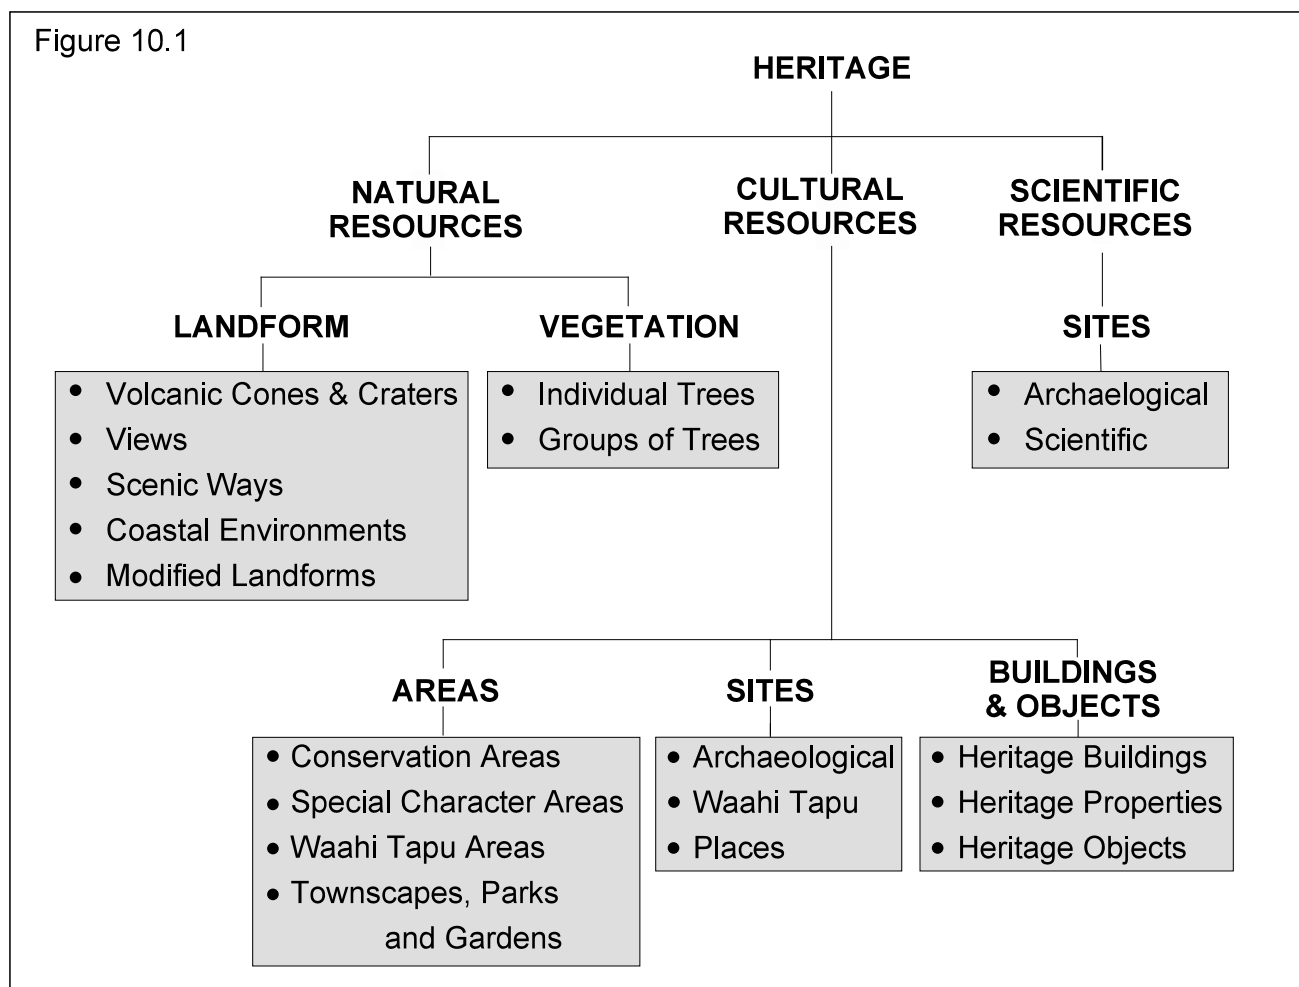 Figure 10.1
HERITAGE
NATURAL
RESOURCES
CULTURAL
RESOURCES
SCIENTIFIC
RESOURCES
LANDFORM
• Volcanic Cones & Craters
• Views
• Scenic Ways
• Coastal Environments
• Modified Landforms
VEGETATION
• Individual Trees
• Groups of Trees
SITES
• Archaelogical
• Scientific
AREAS
• Conservation Areas
• Special Character Areas
• Waahi Tapu Areas
• Townscapes, Parks
and Gardens
SITES
• Archaeological
• Waahi Tapu
• Places
BUILDINGS
& OBJECTS
• Heritage Buildings
• Heritage Properties
• Heritage Objects